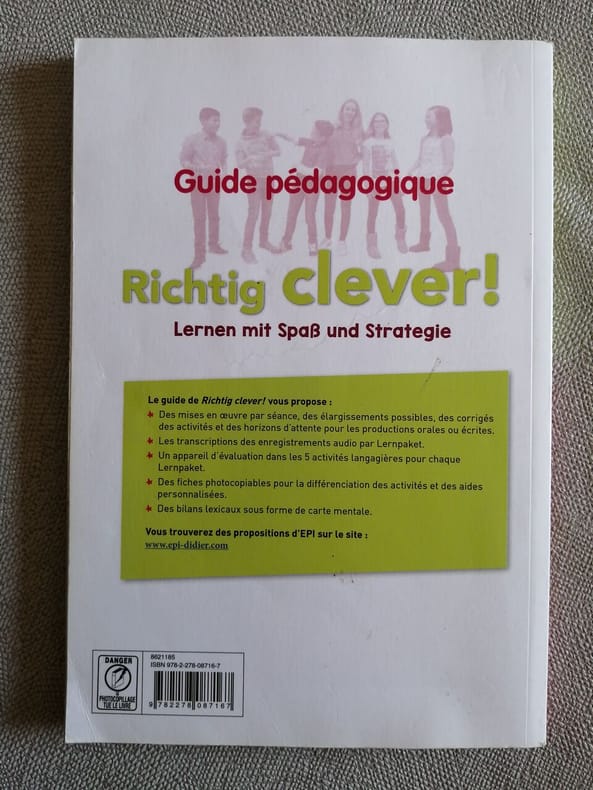 Guide pédagogique
Richtig clever!
Lernen mit Spaß und Strategie
Le guide de Richtig clever! vous propose :
Des mises en œuvre par séance, des élargissements possibles, des corrigés
des activités et des horizons d'attente pour les productions orales ou écrites.
Les transcriptions des enregistrements audio par Lernpaket.
Un appareil d'évaluation dans les 5 activités langagières pour chaque
Lernpaket.
Des fiches photocopiables pour la différenciation des activités et des aides
personnalisées.
Des bilans lexicaux sous forme de carte mentale.
Vous trouverez des propositions d'EPI sur le site :
www.epi-didier.com
DANGER
LE
PHOTOCOPILLAGE
TUE LE LIVRE
8621185
ISBN 978-2-278-08716-7
9 782278 087167